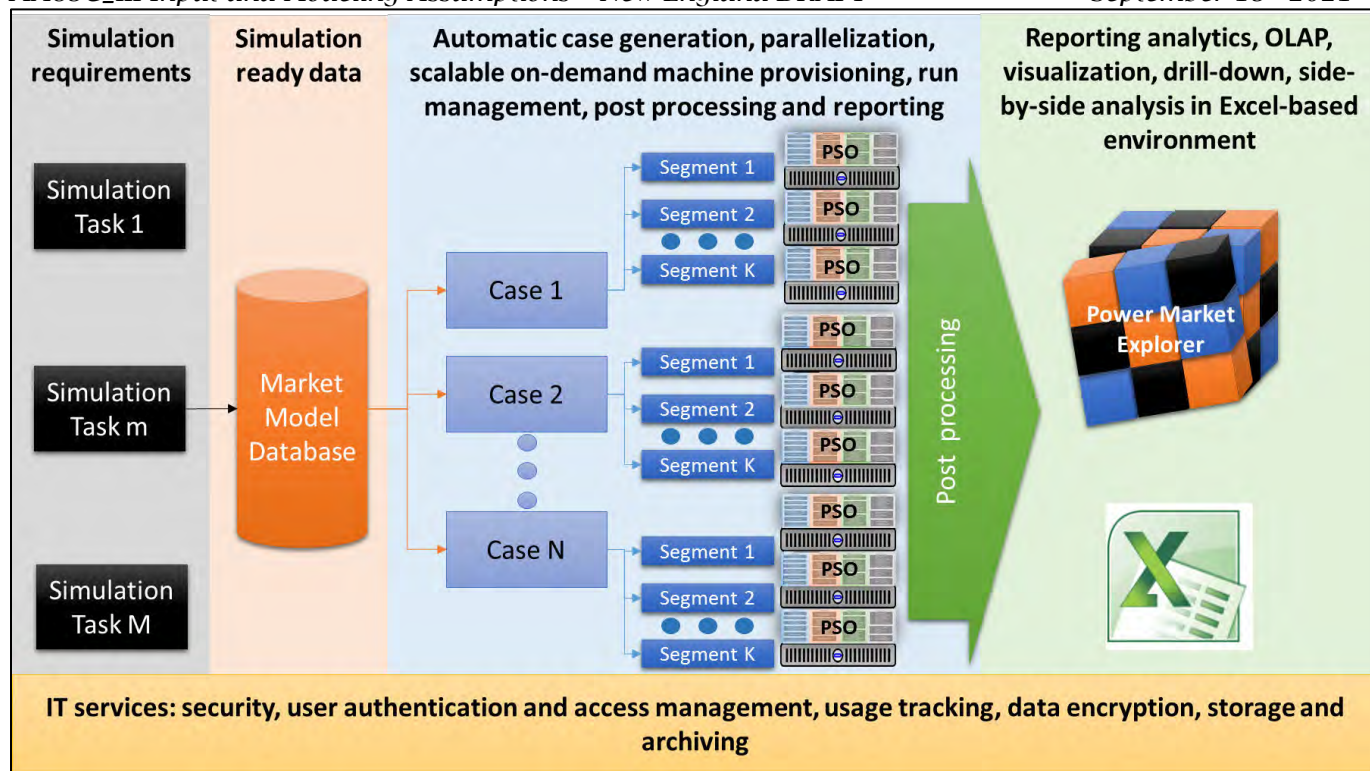 Simulation
requirements
Simulation
ready data
Automatic case generation, parallelization,
scalable on-demand machine provisioning, run
management, post processing and reporting
Reporting analytics, OLAP,
visualization, drill-down, side-
by-side analysis in Excel-based
environment
Simulation
Task 1
Simulation
Task m
Simulation
Task M
Market
Model
Database
Case 1
Case 2
Case N
Segment 1
Segment 2
Segment K
Segment 1
Segment 2
Segment K
Segment 1
Segment 2
Segment K
PSO
PSO
PSO
PSO
PSO
PSO
PSO
PSO
PSO
Post processing
Power Market
Explorer
X
IT services: security, user authentication and access management, usage tracking, data encryption, storage and
archiving